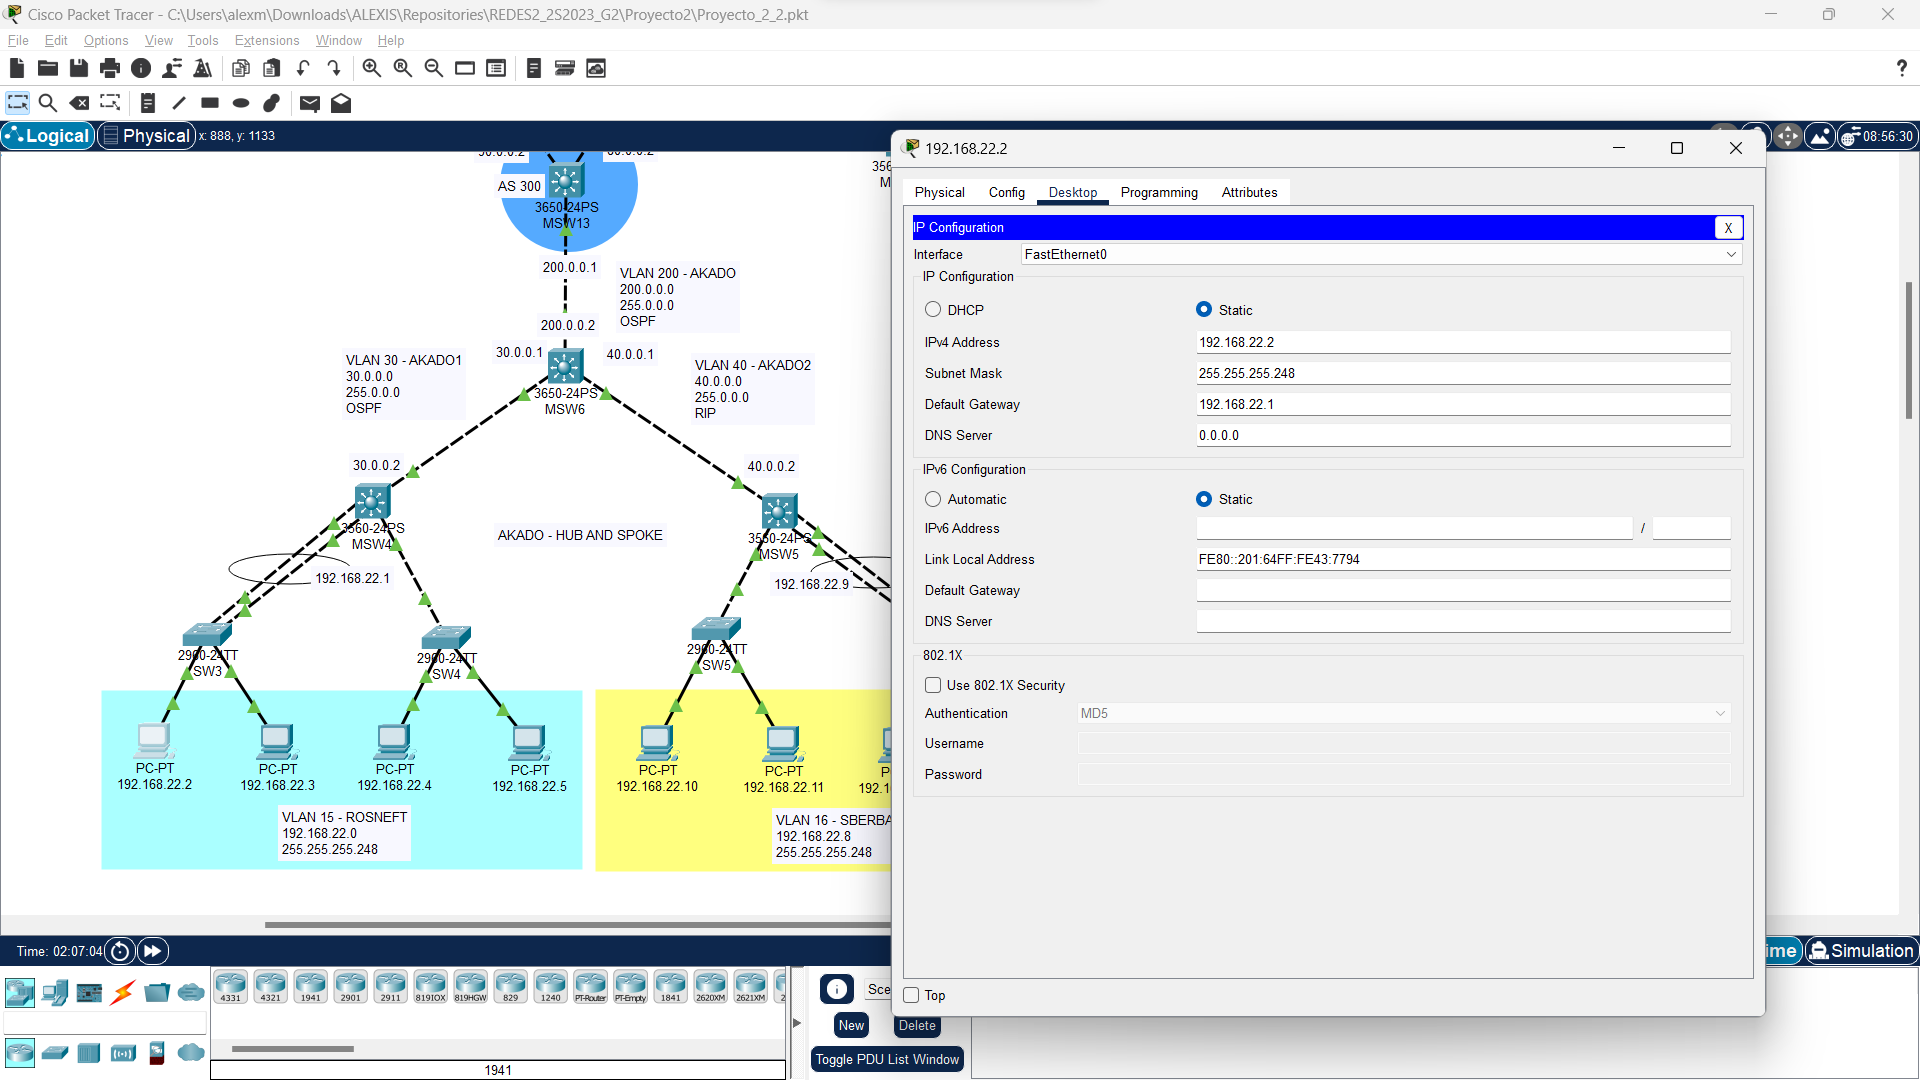 Cisco Packet Tracer - C:\Users\alexm\Downloads\ALEXIS\Repositories\REDES2_2S2023_G2\Proyecto2\Proyecto_2_2.pkt
File Edit Options View Tools Extensions Window Help
?
Logical
Physical
x: 888, y: 1133
08:56:30
AS 300
3650-24PS
MSW13
200.0.0.1
VLAN 200 - AKADO
200.0.0.0
255.0.0.0
OSPF
200.0.0.2
30.0.0.1
40.0.0.1
3650-24PS
MSW6
VLAN 30 - AKADO1
30.0.0.0
255.0.0.0
OSPF
VLAN 40 - AKADO2
40.0.0.0
255.0.0.0
RIP
30.0.0.2
40.0.0.2
3560-24PS
MSW4
AKADO - HUB AND SPOKE
3560-24PS
MSW5
192.168.22.1
192.168.22.9
2960-24TT
SW3
2960-24TT
SW4
2960-24TT
SW5
PC-PT
192.168.22.2
PC-PT
192.168.22.3
PC-PT
192.168.22.4
PC-PT
192.168.22.5
PC-PT
192.168.22.10
PC-PT
192.168.22.11
VLAN 15 - ROSNEFT
192.168.22.0
255.255.255.248
VLAN 16 - SBERBA
192.168.22.8
255.255.255.248
192.168.22.2
Physical Config Desktop Programming Attributes
IP Configuration
X
Interface
FastEthernet0
IP Configuration
DHCP
Static
IPv4 Address
192.168.22.2
Subnet Mask
255.255.255.248
Default Gateway
192.168.22.1
DNS Server
0.0.0.0
IPv6 Configuration
Automatic
Static
IPv6 Address
/
Link Local Address
FE80::201:64FF:FE43:7794
Default Gateway
DNS Server
802.1X
Use 802.1X Security
Authentication
MD5
Username
Password
Top
Time: 02:07:04
ime
Simulation
4331 4321 1941 2901 2911 819IOX 819HGW 829 1240 PT-Router PT-Empty 1841 2620XM 2621XM
1941
Sce
New
Delete
Toggle PDU List Window